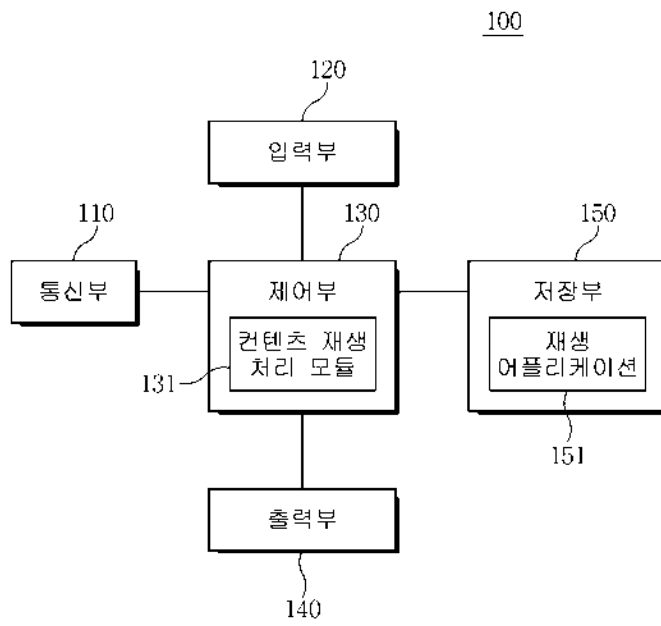 100
120
입력부
110
통신부
130
제어부
컨텐츠 재생
처리 모듈
131
150
저장부
재생
어플리케이션
151
출력부
140